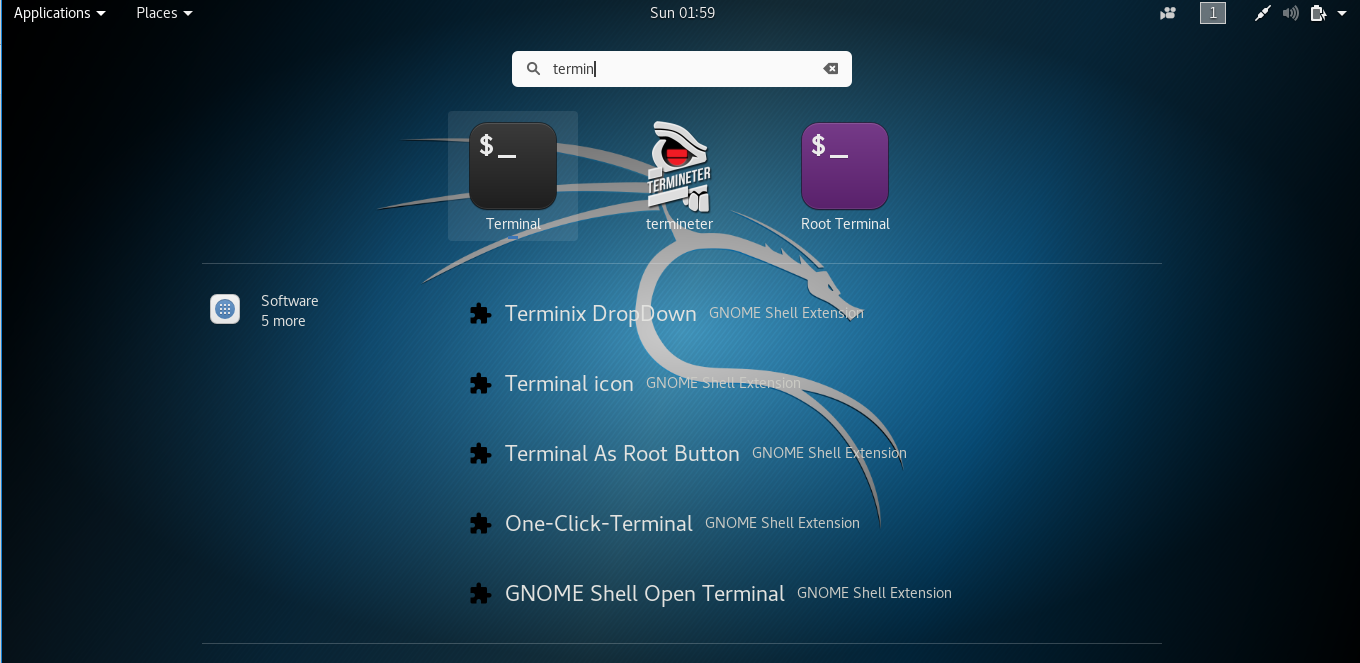 Applications Places Sun 01:59 1
termin
$_ TERMINETER $_
Terminal termineter Root Terminal
Software
5 more
Terminix DropDown GNOME Shell Extension
Terminal icon GNOME Shell Extension
Terminal As Root Button GNOME Shell Extension
One-Click-Terminal GNOME Shell Extension
GNOME Shell Open Terminal GNOME Shell Extension